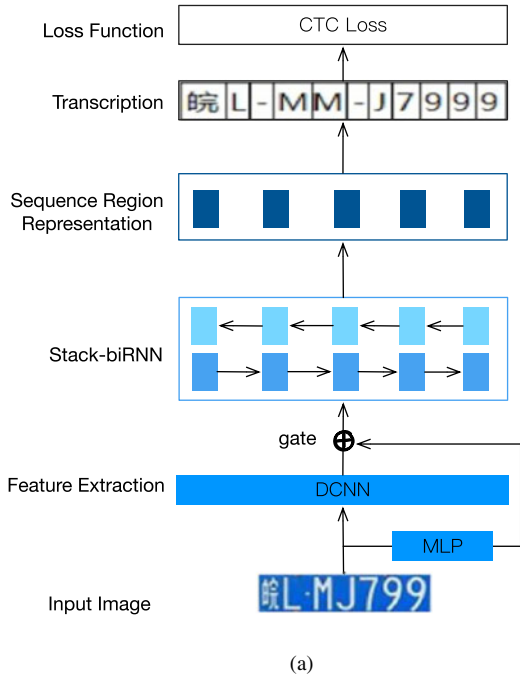 Loss Function
CTC Loss
Transcription
皖 L - M M - J 7 9 9 9
Sequence Region
Representation
Stack-biRNN
gate
Feature Extraction
DCNN
MLP
Input Image
皖L·MJ799
(a)